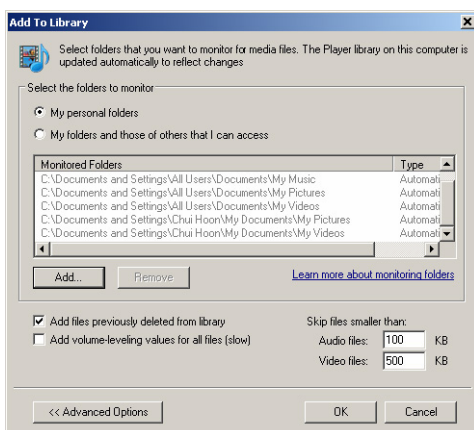 Add To Library
Select folders that you want to monitor for media files. The Player library on this computer is
updated automatically to reflect changes
Select the folders to monitor
My personal folders
My folders and those of others that I can access
Monitored Folders Type
C:\Documents and Settings\All Users\Documents\My Music Automati
C:\Documents and Settings\All Users\Documents\My Pictures Automati
C:\Documents and Settings\All Users\Documents\My Videos Automati
C:\Documents and Settings\Chui Hoon\My Documents\My Pictures Automati
C:\Documents and Settings\Chui Hoon\My Documents\My Videos Automati
Add... Remove Learn more about monitoring folders
Add files previously deleted from library Skip files smaller than:
Add volume-leveling values for all files (slow) Audio files: 100 KB
Video files: 500 KB
<< Advanced Options OK Cancel